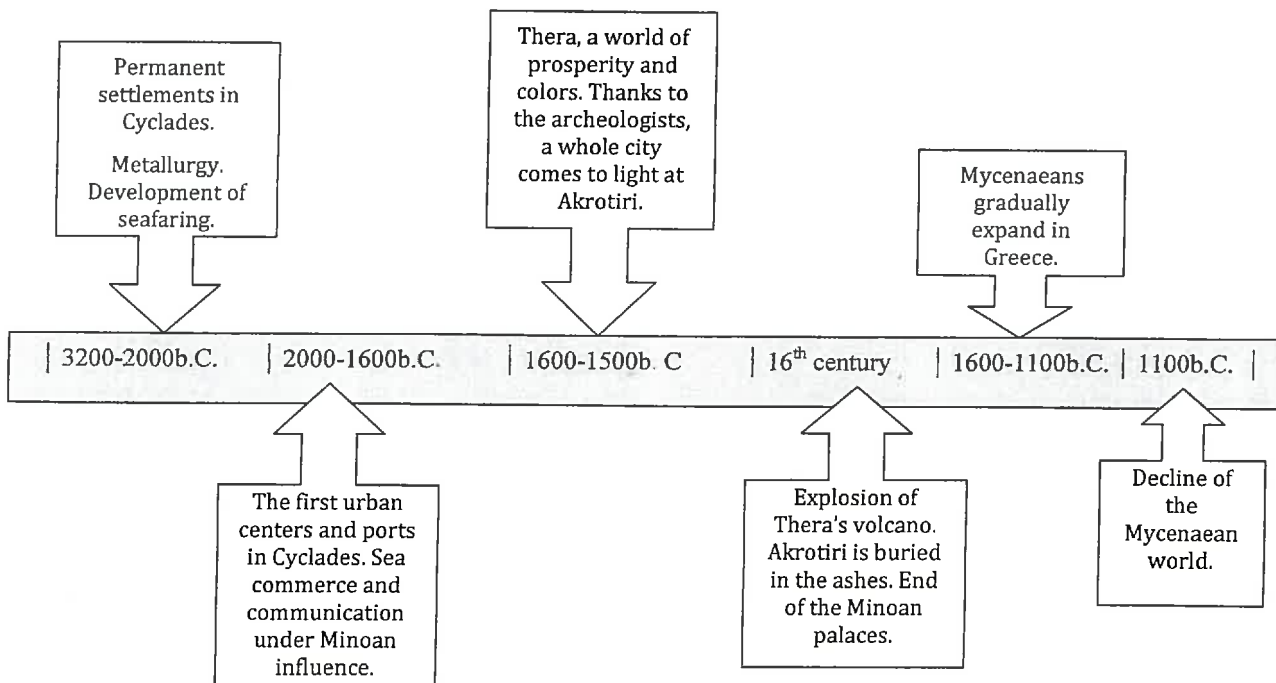 Permanent
settlements in
Cyclades.
Metallurgy.
Development of
seafaring.
Thera, a world of
prosperity and
colors. Thanks to
the archeologists,
a whole city
comes to light at
Akrotiri.
Mycenaeans
gradually
expand in
Greece.
| 3200-2000b.C. | 2000-1600b.C. | 1600-1500b. C | 16th century | 1600-1100b.C. | 1100b.C. |
The first urban
centers and ports
in Cyclades. Sea
commerce and
communication
under Minoan
influence.
Explosion of
Thera's volcano.
Akrotiri is buried
in the ashes. End
of the Minoan
palaces.
Decline of
the
Mycenaean
world.